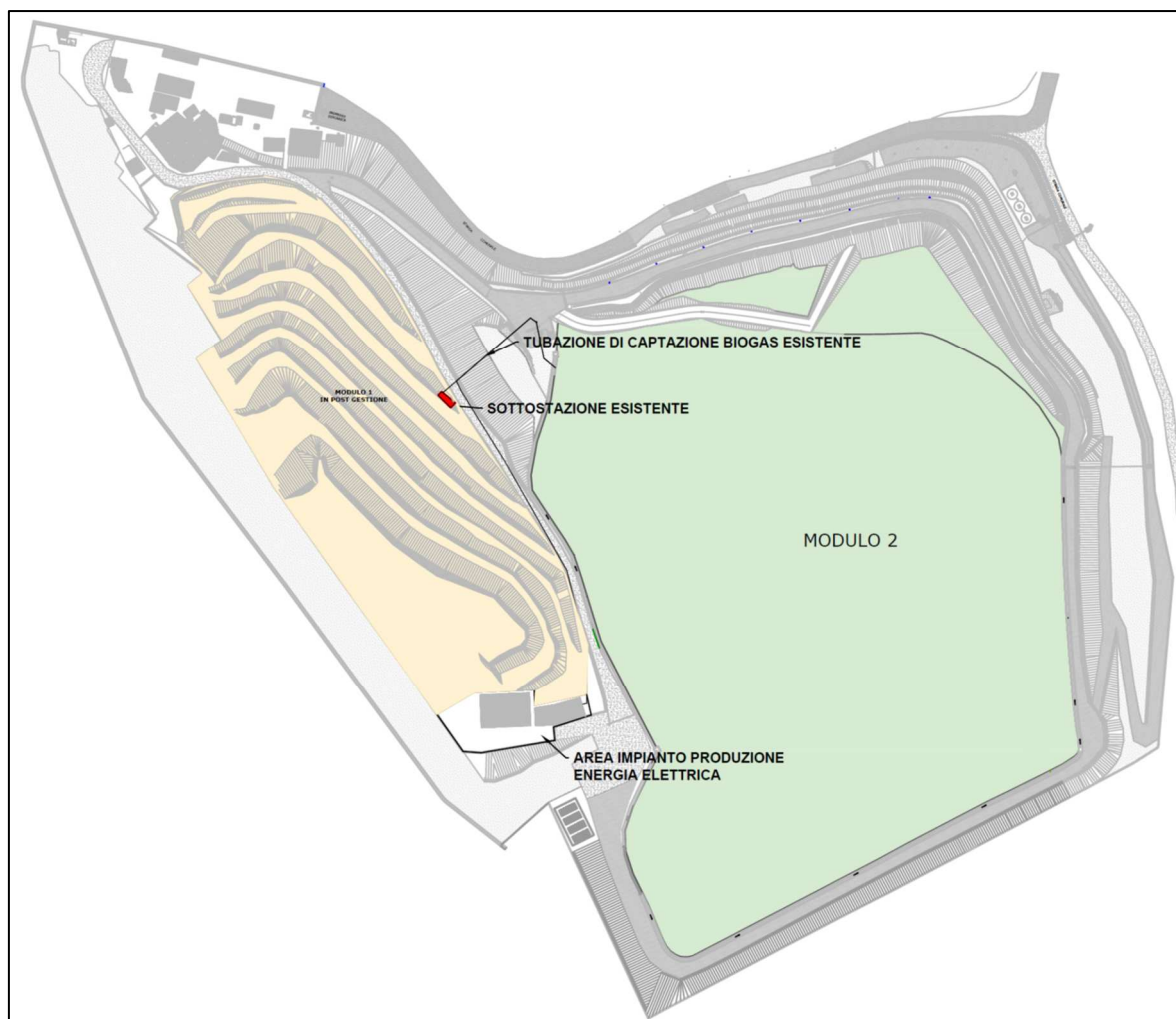 TUBAZIONE DI CAPTAZIONE BIOGAS ESISTENTE
MODULO 1
IN POST GESTIONE
SOTTOSTAZIONE ESISTENTE
MODULO 2
AREA IMPIANTO PRODUZIONE
ENERGIA ELETTRICA